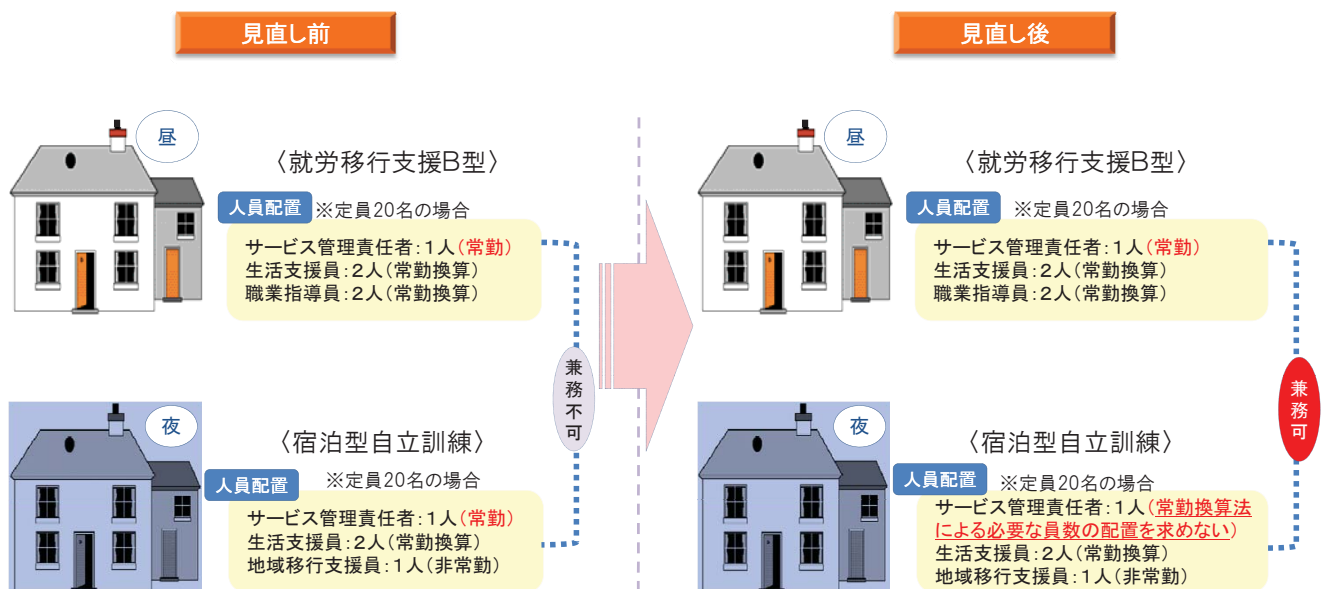 見直し前
昼
〈就労移行支援B型〉
人員配置 ※定員20名の場合
サービス管理責任者:1人(常勤)
生活支援員:2人(常勤換算)
職業指導員:2人(常勤換算)
兼務不可
夜
〈宿泊型自立訓練〉
人員配置 ※定員20名の場合
サービス管理責任者:1人(常勤)
生活支援員:2人(常勤換算)
地域移行支援員:1人(非常勤)
見直し後
昼
〈就労移行支援B型〉
人員配置 ※定員20名の場合
サービス管理責任者:1人(常勤)
生活支援員:2人(常勤換算)
職業指導員:2人(常勤換算)
兼務可
夜
〈宿泊型自立訓練〉
人員配置 ※定員20名の場合
サービス管理責任者:1人(常勤換算法
による必要な員数の配置を求めない)
生活支援員:2人(常勤換算)
地域移行支援員:1人(非常勤)